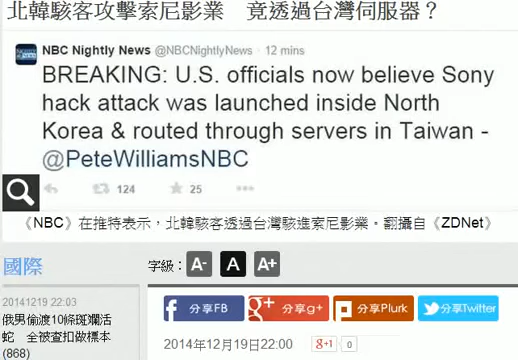 北韓駭客攻擊索尼影業　竟透過台灣伺服器？
NBC Nightly News @NBCNightlyNews · 12 mins
BREAKING: U.S. officials now believe Sony
hack attack was launched inside North
Korea & routed through servers in Taiwan -
@PeteWilliamsNBC
124 25
《NBC》在推特表示，北韓駭客透過台灣駭進索尼影業。翻攝自《ZDNet》
國際
字級： A- A A+
20141219 22:03
俄男偷渡10條斑斕活
蛇　全被查扣做標本
(868)
分享FB 分享g+ 分享Plurk 分享Twitter
2014年12月19日22:00 g+1 0